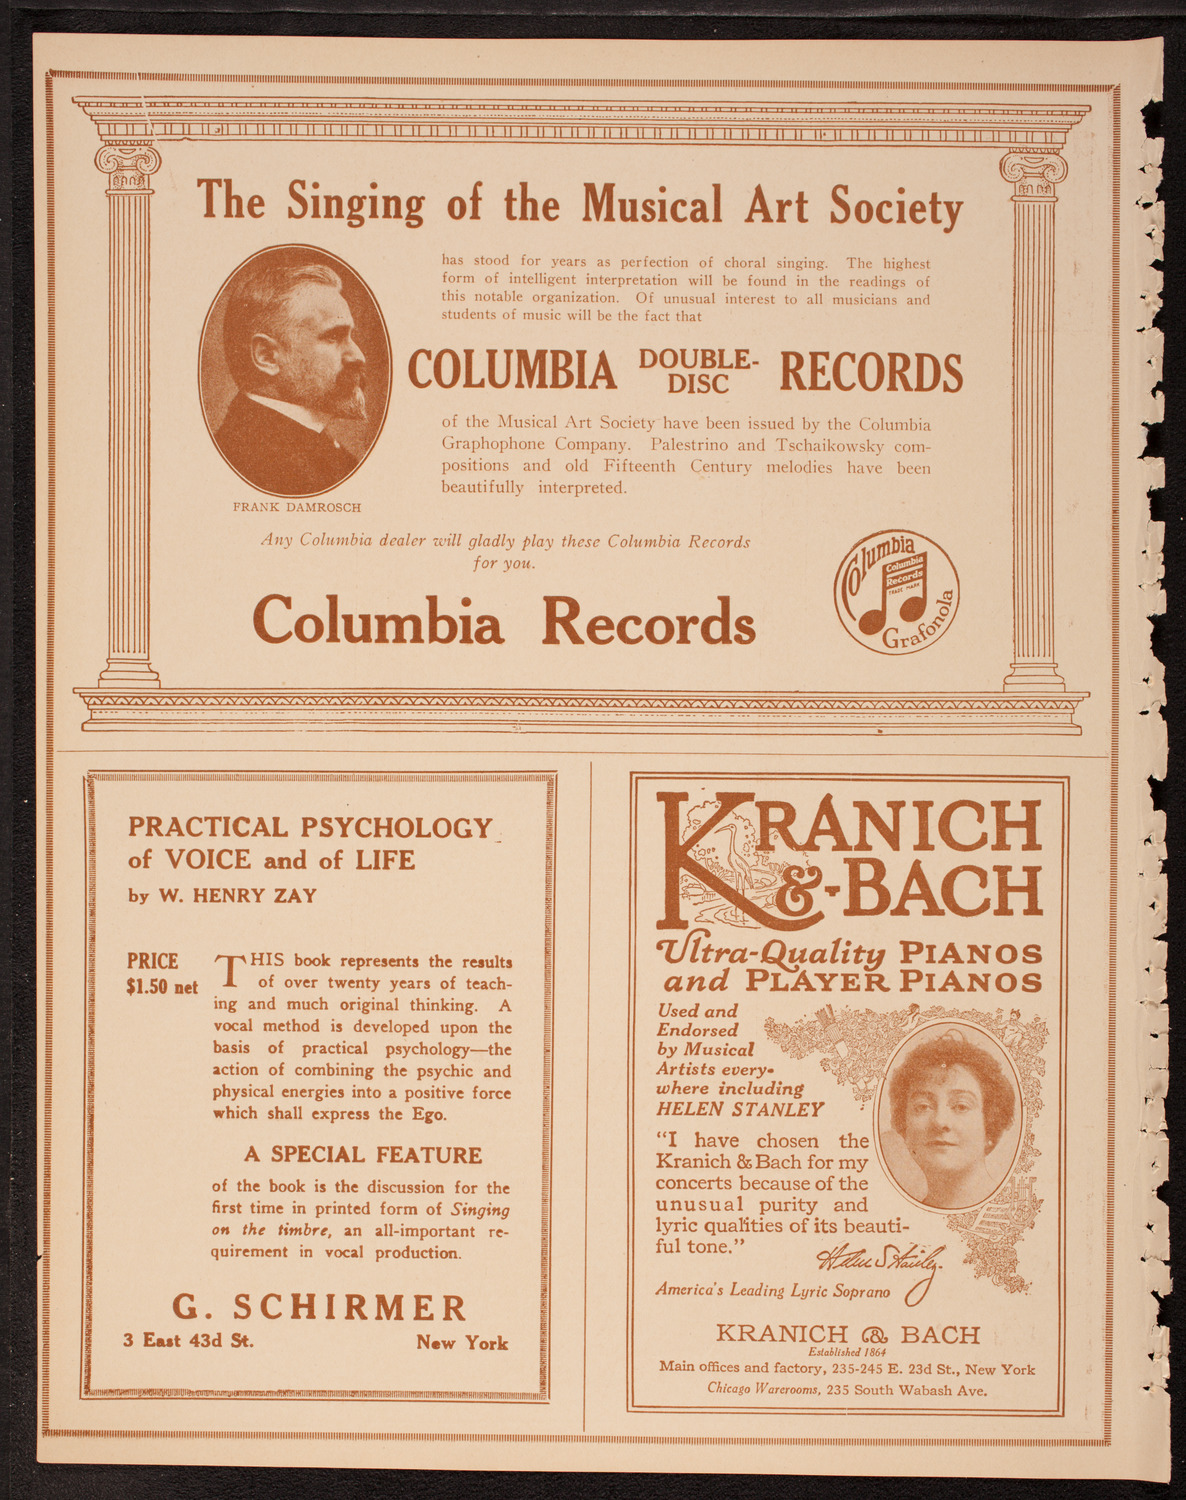 The Singing of the Musical Art Society
has stood for years as perfection of choral singing. The highest
form of intelligent interpretation will be found in the readings of
this notable organization. Of unusual interest to all musicians and
students of music will be the fact that
COLUMBIA DOUBLE-
DISC RECORDS
of the Musical Art Society have been issued by the Columbia
Graphophone Company. Palestrino and Tschaikowsky com-
positions and old Fifteenth Century melodies have been
beautifully interpreted.
FRANK DAMROSCH
Any Columbia dealer will gladly play these Columbia Records
for you.
Columbia Records
Columbia
Columbia
Records
TRADE MARK
Grafonola
PRACTICAL PSYCHOLOGY
of VOICE and of LIFE
by W. HENRY ZAY
PRICE
$1.50 net
THIS book represents the results
of over twenty years of teach-
ing and much original thinking. A
vocal method is developed upon the
basis of practical psychology—the
action of combining the psychic and
physical energies into a positive force
which shall express the Ego.
A SPECIAL FEATURE
of the book is the discussion for the
first time in printed form of Singing
on the timbre, an all-important re-
quirement in vocal production.
G. SCHIRMER
3 East 43d St. New York
KRANICH
&-BACH
Ultra-Quality PIANOS
and PLAYER PIANOS
Used and
Endorsed
by Musical
Artists every-
where including
HELEN STANLEY
"I have chosen the
Kranich & Bach for my
concerts because of the
unusual purity and
lyric qualities of its beauti-
ful tone."
Helen Stanley.
America's Leading Lyric Soprano
KRANICH & BACH
Established 1864
Main offices and factory, 235-245 E. 23d St., New York
Chicago Warerooms, 235 South Wabash Ave.